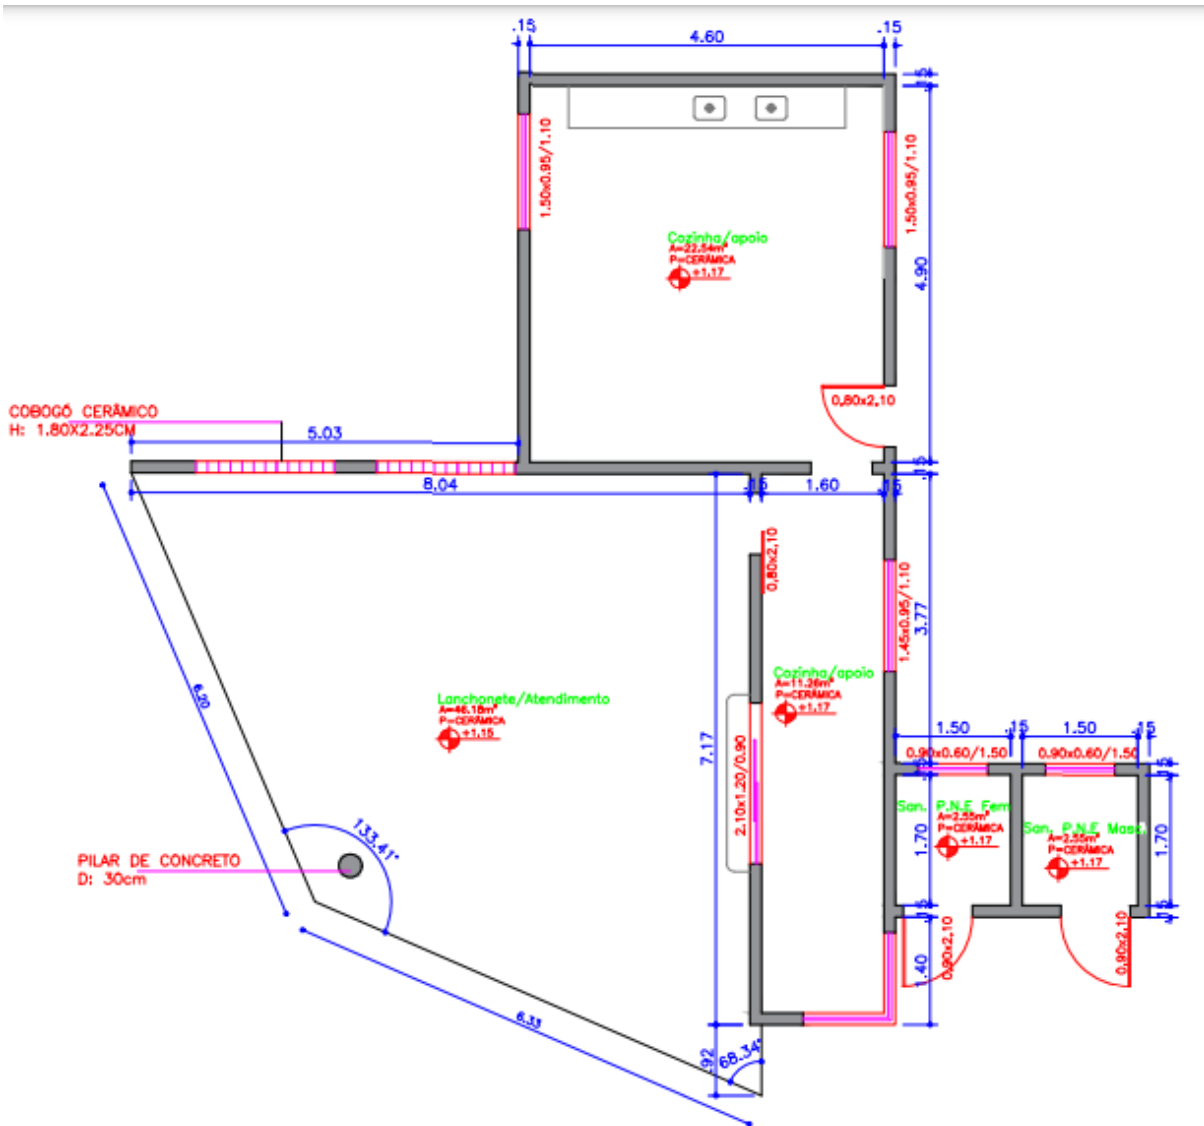 .15
4.60
.15
.15
1.50x0.95/1.10
1.50x0.95/1.10
Cozinha/apoio
A=22.54m²
P=CERÂMICA
+1.17
4.90
0,80x2,10
COBOGÓ CERÂMICO
H: 1.80X2.25CM
5.03
.15
8.04
.15
1.60
.15
0,80x2,10
1.45x0.95/1.10
3.77
6.20
Lanchonete/Atendimento
A=46.18m²
P=CERÂMICA
+1,15
Cozinha/apoio
A=11.26m²
P=CERÂMICA
+1.17
7.17
2.10x1.20/0.90
1.50
.15
1.50
.15
0.90x0.60/1.50
0.90x0.60/1.50
.15
.15
San. P.N.E Fem
A=2.55m²
P=CERÂMICA
+1.17
San. P.N.E Masc.
A=2.55m²
P=CERÂMICA
+1.17
1.70
1.70
133.41°
PILAR DE CONCRETO
D: 30cm
.15
.15
0,90x2,10
0,90x2,10
1.40
6.33
.92
68.34°